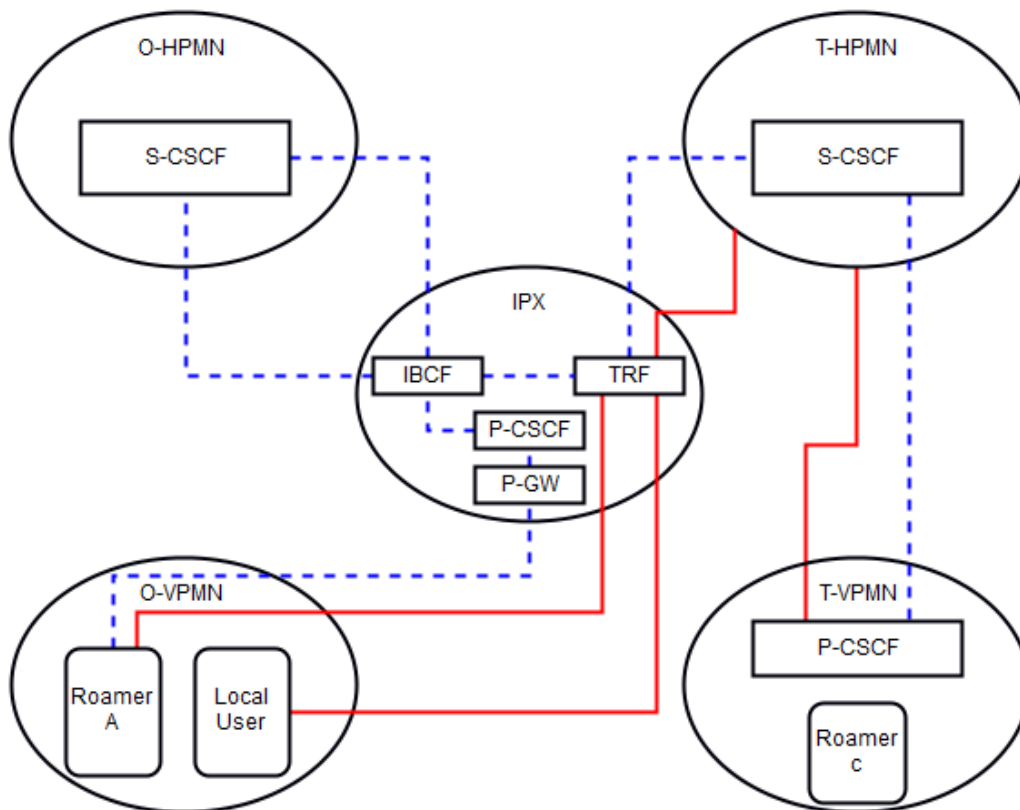 O-HPMN
S-CSCF
T-HPMN
S-CSCF
IPX
IBCF
TRF
P-CSCF
P-GW
O-VPMN
Roamer
A
Local
User
T-VPMN
P-CSCF
Roamer
c